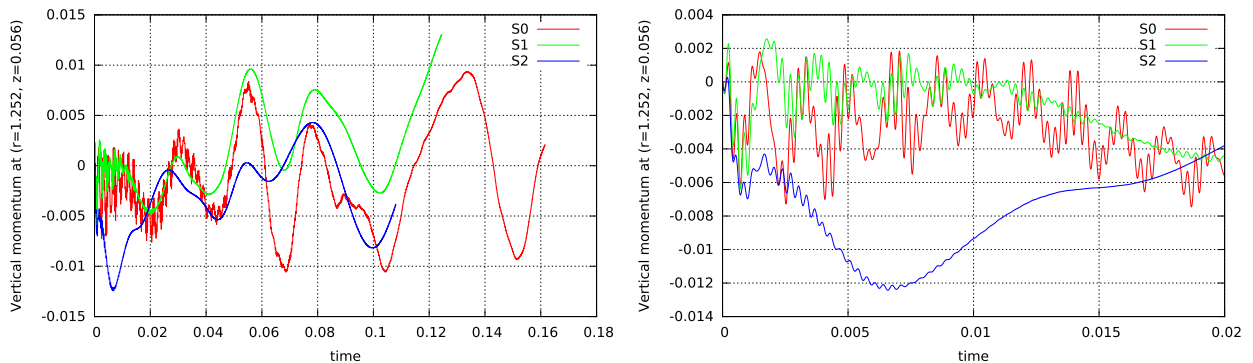 Vertical momentum at (r=1.252, z=0.056)
0.015
0.01
0.005
0
-0.005
-0.01
-0.015
S0
S1
S2
0 0.02 0.04 0.06 0.08 0.1 0.12 0.14 0.16 0.18
time
Vertical momentum at (r=1.252, z=0.056)
0.004
0.002
0
-0.002
-0.004
-0.006
-0.008
-0.01
-0.012
-0.014
S0
S1
S2
0 0.005 0.01 0.015 0.02
time